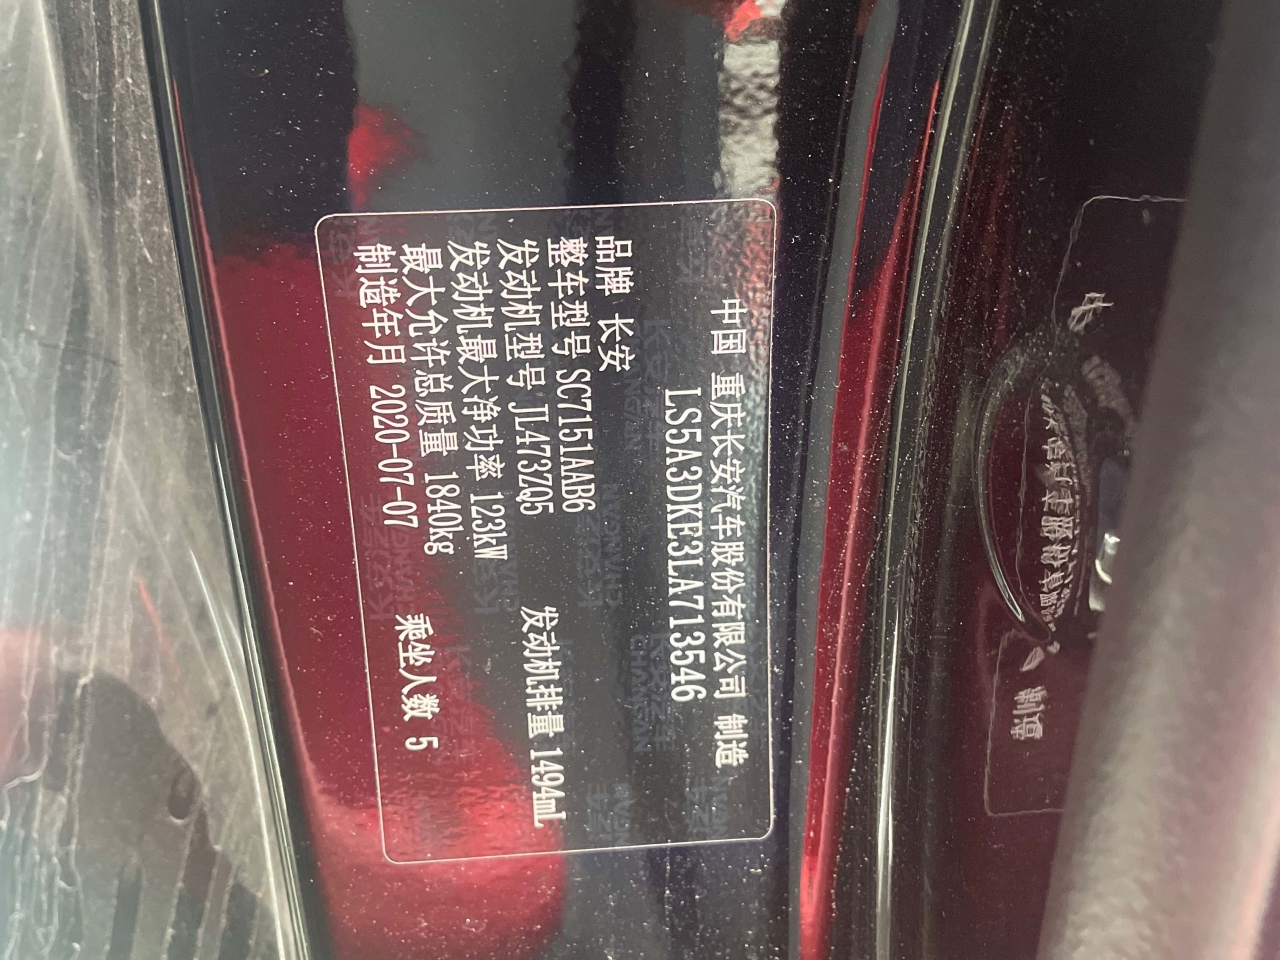 中国 重庆长安汽车股份有限公司 制造
LS5A3DKE3LA713546
品牌 长安
整车型号 SC7151AAB6
发动机型号 JL473ZQ5 发动机排量 1494mL
发动机最大净功率 123kW
最大允许总质量 1840kg 乘坐人数 5
制造年月 2020-07-07